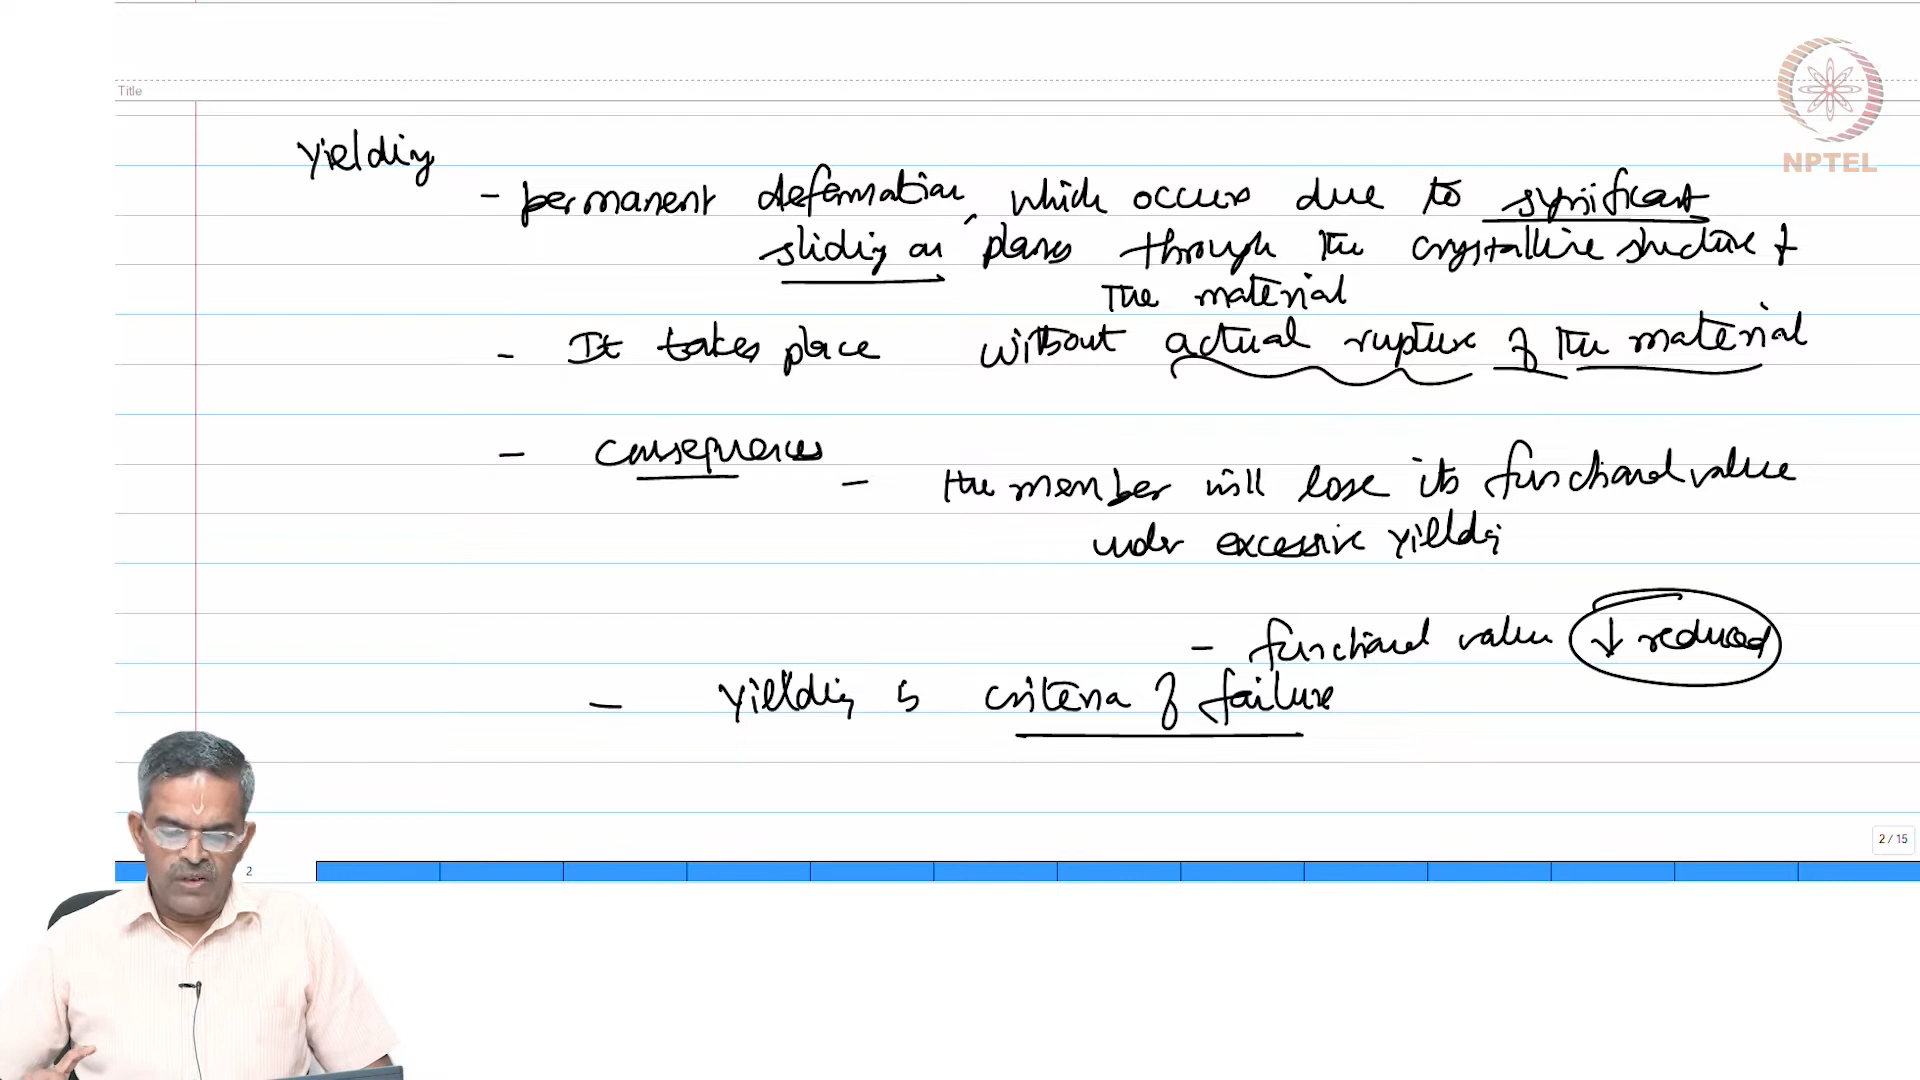 Title
NPTEL
Yielding
- permanent deformation, which occurs due to significant
sliding on planes through the crystalline structure of
the material
- It takes place without actual rupture of the material
- Consequences
- the member will lose its functional value
under excessive yielding
- functional value ↓ reduced
- Yielding is criteria of failure
2 / 15
2